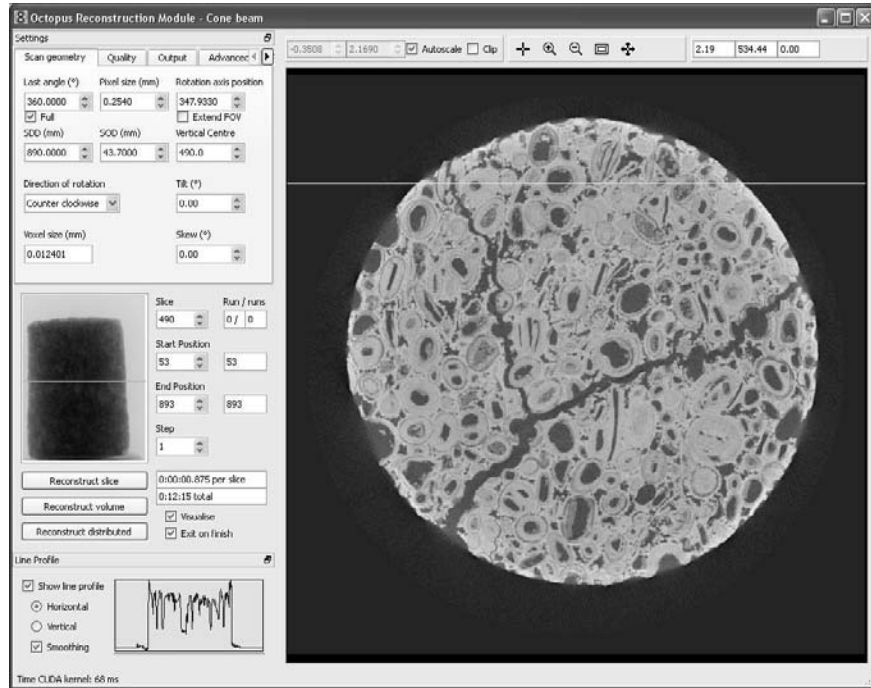 Octopus Reconstruction Module - Cone beam
Settings
Scan geometry Quality Output Advanced
-0.3508 2.1690 Autoscale Clip 2.19 534.44 0.00
Last angle (°) Pixel size (mm) Rotation axis position
360.0000 0.2540 347.9330
Full Extend FOV
SDD (mm) SOD (mm) Vertical Centre
890.0000 43.7000 490.0
Direction of rotation Tilt (°)
Counter clockwise 0.00
Voxel size (mm) Skew (°)
0.012401 0.00
Slice Run / runs
490 0 / 0
Start Position
53 53
End Position
893 893
Step
1
Reconstruct slice 0:00:00.875 per slice
Reconstruct volume 0:12:15 total
Visualise
Reconstruct distributed Exit on finish
Line Profile
Show line profile
Horizontal
Vertical
Smoothing
Time CUDA kernel: 68 ms